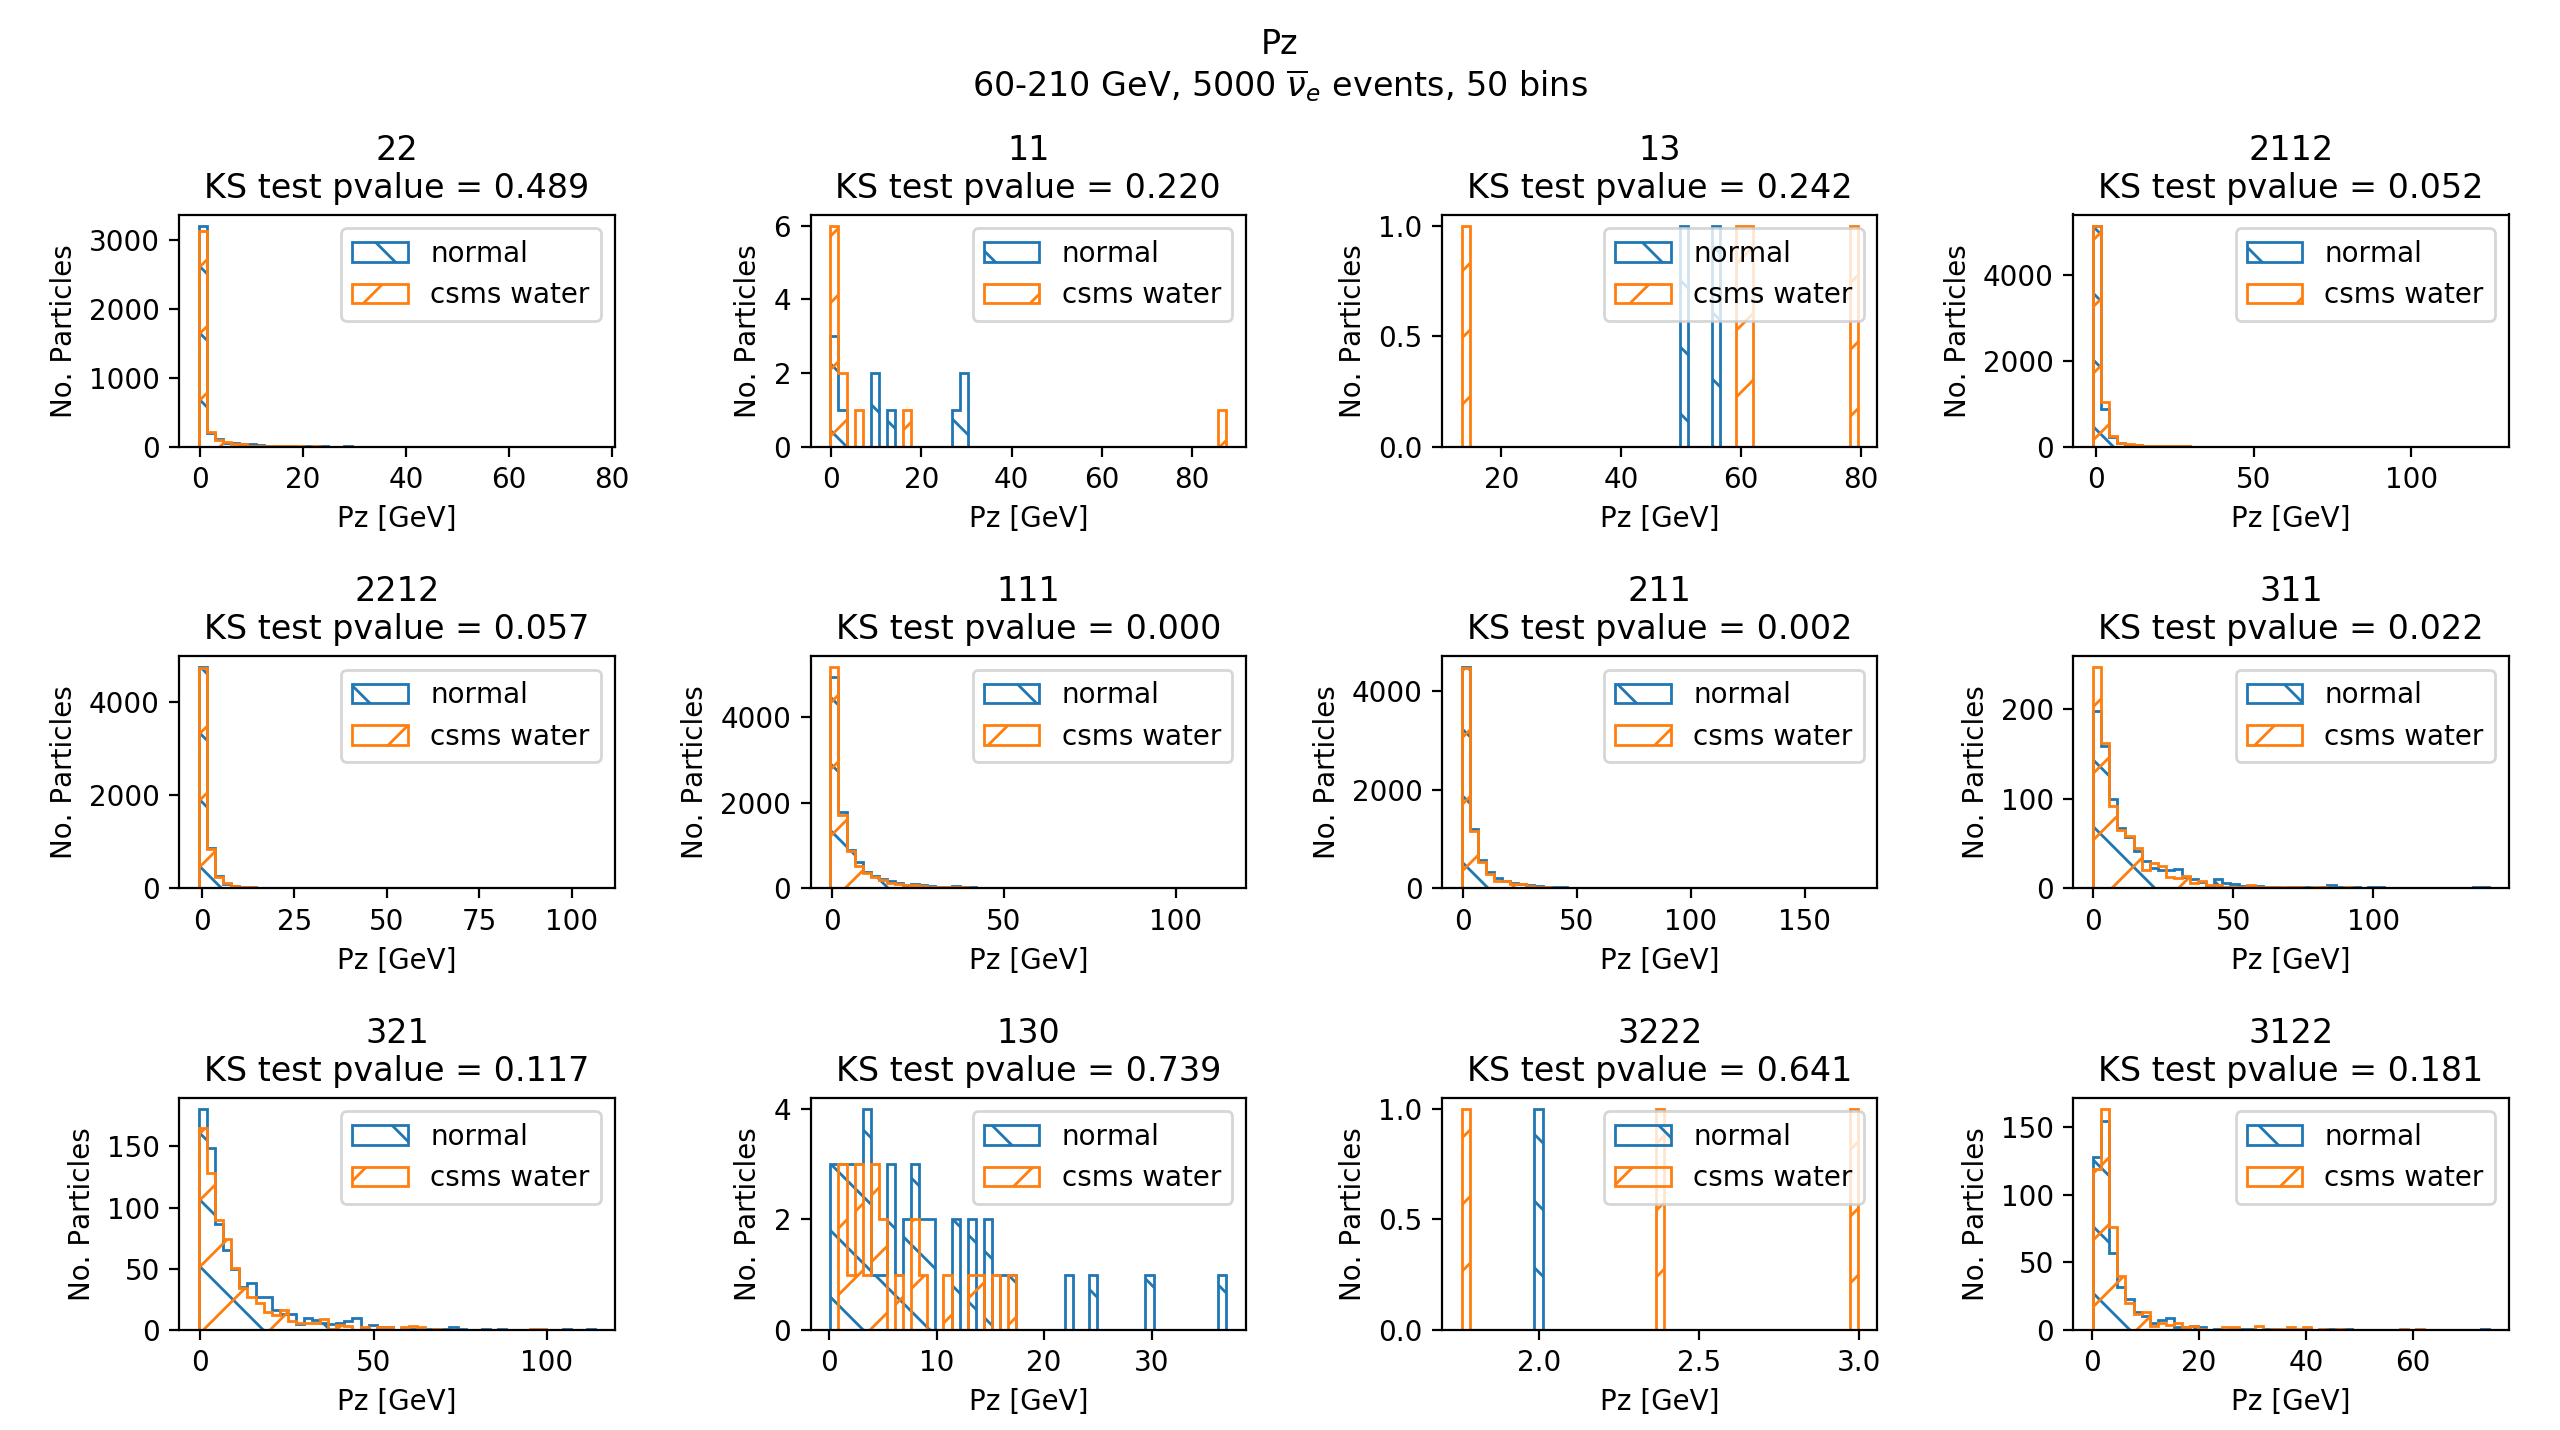 Pz
60-210 GeV, 5000 ν̅ₑ events, 50 bins
22
KS test pvalue = 0.489
No. Particles
3000
2000
1000
0
normal
csms water
0 20 40 60 80
Pz [GeV]
11
KS test pvalue = 0.220
No. Particles
6
4
2
0
normal
csms water
0 20 40 60 80
Pz [GeV]
13
KS test pvalue = 0.242
No. Particles
1.0
0.5
0.0
normal
csms water
20 40 60 80
Pz [GeV]
2112
KS test pvalue = 0.052
No. Particles
4000
2000
0
normal
csms water
0 50 100
Pz [GeV]
2212
KS test pvalue = 0.057
No. Particles
4000
2000
0
normal
csms water
0 25 50 75 100
Pz [GeV]
111
KS test pvalue = 0.000
No. Particles
4000
2000
0
normal
csms water
0 50 100
Pz [GeV]
211
KS test pvalue = 0.002
No. Particles
4000
2000
0
normal
csms water
0 50 100 150
Pz [GeV]
311
KS test pvalue = 0.022
No. Particles
200
100
0
normal
csms water
0 50 100
Pz [GeV]
321
KS test pvalue = 0.117
No. Particles
150
100
50
0
normal
csms water
0 50 100
Pz [GeV]
130
KS test pvalue = 0.739
No. Particles
4
2
0
normal
csms water
0 10 20 30
Pz [GeV]
3222
KS test pvalue = 0.641
No. Particles
1.0
0.5
0.0
normal
csms water
2.0 2.5 3.0
Pz [GeV]
3122
KS test pvalue = 0.181
No. Particles
150
100
50
0
normal
csms water
0 20 40 60
Pz [GeV]